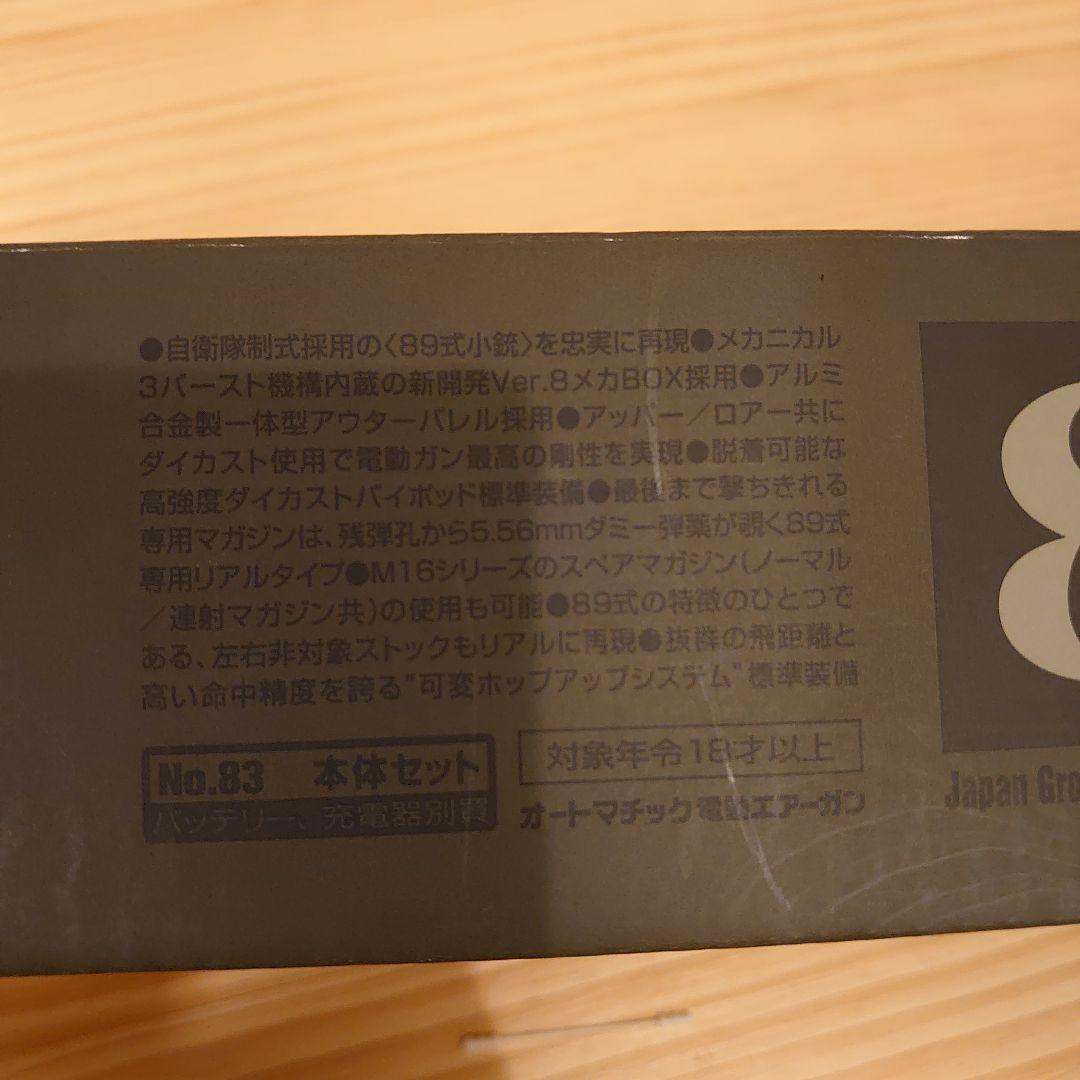 ●自衛隊制式採用の〈89式小銃〉を忠実に再現●メカニカル
3バースト機構内蔵の新開発Ver.8メカBOX採用●アルミ
合金製一体型アウターバレル採用●アッパー／ロアー共に
ダイカスト使用で電動ガン最高の剛性を実現●脱着可能な
高強度ダイカストバイポッド標準装備●最後まで撃ちきれる
専用マガジンは、残弾孔から5.56mmダミー弾薬が覗く89式
専用リアルタイプ●M16シリーズのスペアマガジン(ノーマル
／連射マガジン共)の使用も可能●89式の特徴のひとつで
ある、左右非対象ストックもリアルに再現●抜群の飛距離と
高い命中精度を誇る"可変ホップアップシステム"標準装備
No.83 本体セット
バッテリー、充電器別買
対象年令18才以上
オートマチック電動エアーガン
8
Japan Gro